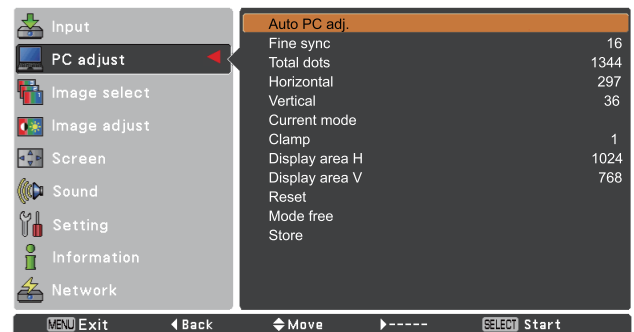 Input
PC adjust
Image select
Image adjust
Screen
Sound
Setting
Information
Network
Auto PC adj.
Fine sync 16
Total dots 1344
Horizontal 297
Vertical 36
Current mode
Clamp 1
Display area H 1024
Display area V 768
Reset
Mode free
Store
MENU Exit Back Move ----- SELECT Start